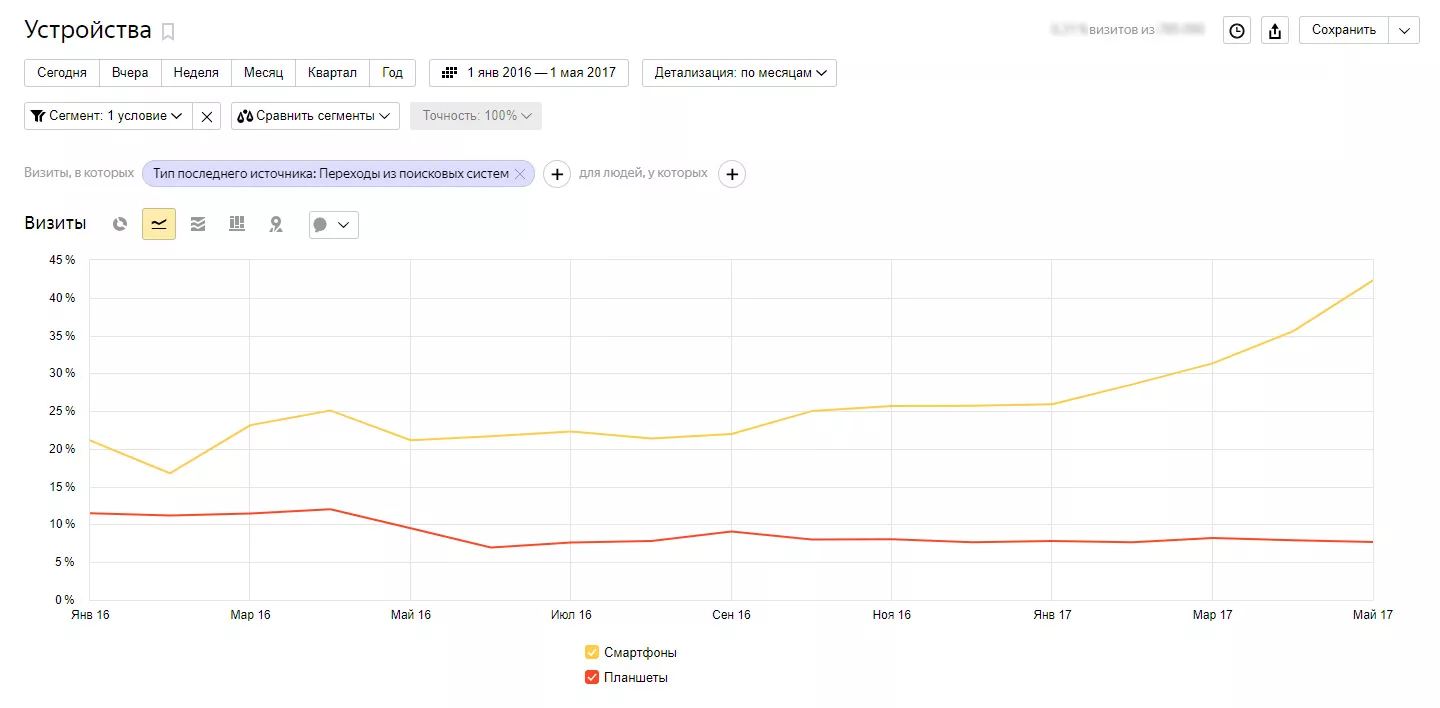 Устройства
визитов из
Сохранить
Сегодня Вчера Неделя Месяц Квартал Год 1 янв 2016 — 1 мая 2017 Детализация: по месяцам
Сегмент: 1 условие Сравнить сегменты Точность: 100%
Визиты, в которых Тип последнего источника: Переходы из поисковых систем для людей, у которых
Визиты
45 %
40 %
35 %
30 %
25 %
20 %
15 %
10 %
5 %
0 %
Янв 16 Мар 16 Май 16 Июл 16 Сен 16 Ноя 16 Янв 17 Мар 17 Май 17
Смартфоны
Планшеты